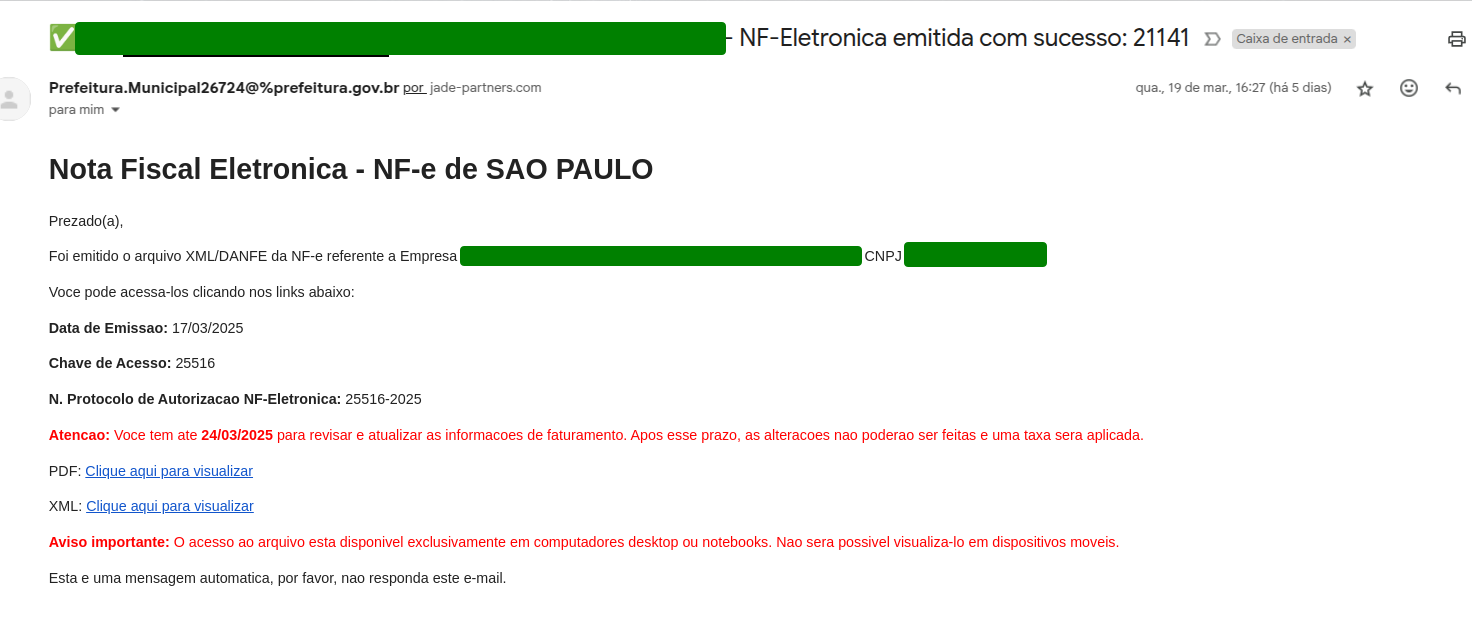 - NF-Eletronica emitida com sucesso: 21141 Caixa de entrada ×
Prefeitura.Municipal26724@%prefeitura.gov.br por jade-partners.com qua., 19 de mar., 16:27 (há 5 dias)
para mim
Nota Fiscal Eletronica - NF-e de SAO PAULO
Prezado(a),
Foi emitido o arquivo XML/DANFE da NF-e referente a Empresa CNPJ
Voce pode acessa-los clicando nos links abaixo:
Data de Emissao: 17/03/2025
Chave de Acesso: 25516
N. Protocolo de Autorizacao NF-Eletronica: 25516-2025
Atencao: Voce tem ate 24/03/2025 para revisar e atualizar as informacoes de faturamento. Apos esse prazo, as alteracoes nao poderao ser feitas e uma taxa sera aplicada.
PDF: Clique aqui para visualizar
XML: Clique aqui para visualizar
Aviso importante: O acesso ao arquivo esta disponivel exclusivamente em computadores desktop ou notebooks. Nao sera possivel visualiza-lo em dispositivos moveis.
Esta e uma mensagem automatica, por favor, nao responda este e-mail.